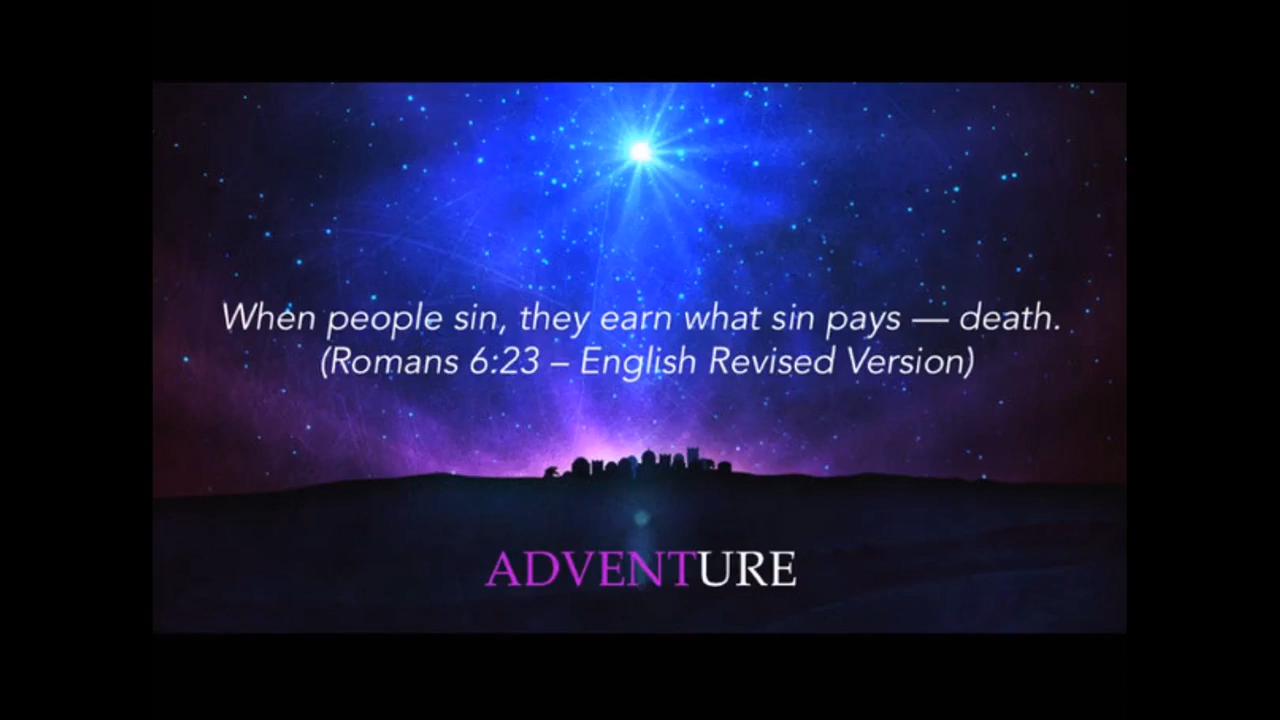 When people sin, they earn what sin pays — death.
(Romans 6:23 – English Revised Version)
ADVENTURE